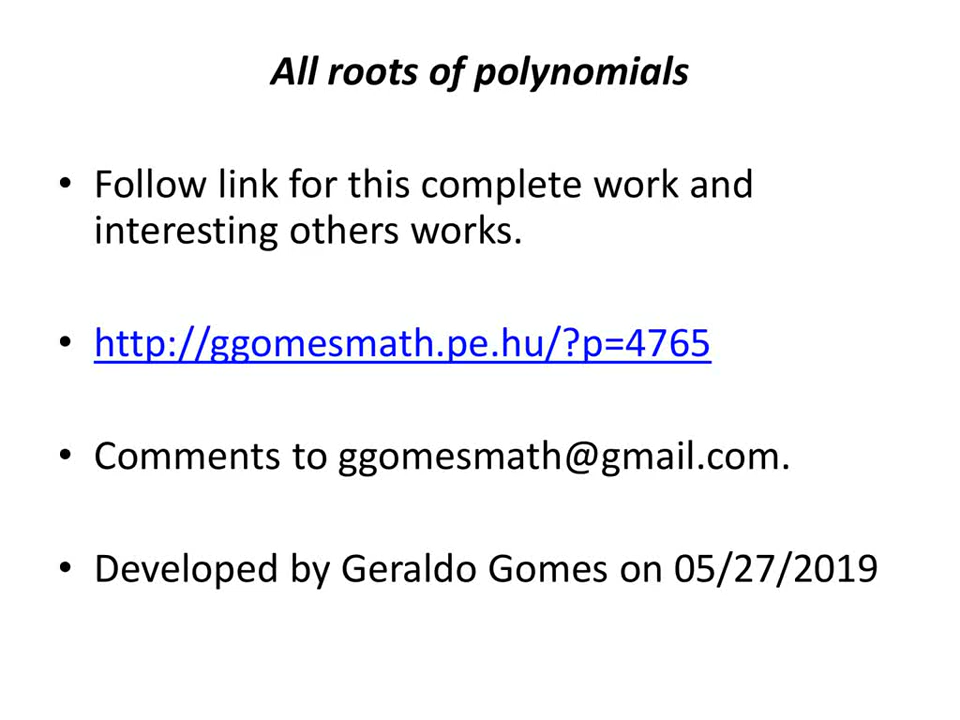 All roots of polynomials
• Follow link for this complete work and
interesting others works.
• http://ggomesmath.pe.hu/?p=4765
• Comments to ggomesmath@gmail.com.
• Developed by Geraldo Gomes on 05/27/2019